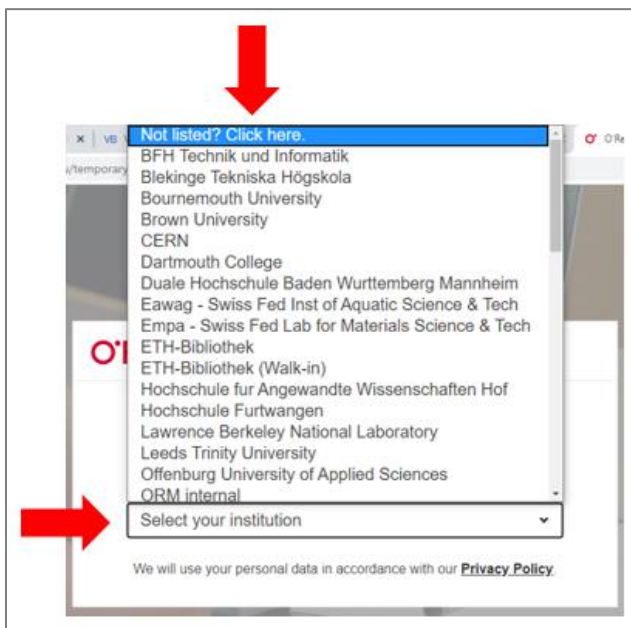 × VB
Not listed? Click here.
O'Re
/temporary
BFH Technik und Informatik
Blekinge Tekniska Högskola
Bournemouth University
Brown University
CERN
Dartmouth College
Duale Hochschule Baden Wurttemberg Mannheim
Eawag - Swiss Fed Inst of Aquatic Science & Tech
Empa - Swiss Fed Lab for Materials Science & Tech
O'
ETH-Bibliothek
ETH-Bibliothek (Walk-in)
Hochschule fur Angewandte Wissenschaften Hof
Hochschule Furtwangen
Lawrence Berkeley National Laboratory
Leeds Trinity University
Offenburg University of Applied Sciences
ORM internal
Select your institution
We will use your personal data in accordance with our Privacy Policy.